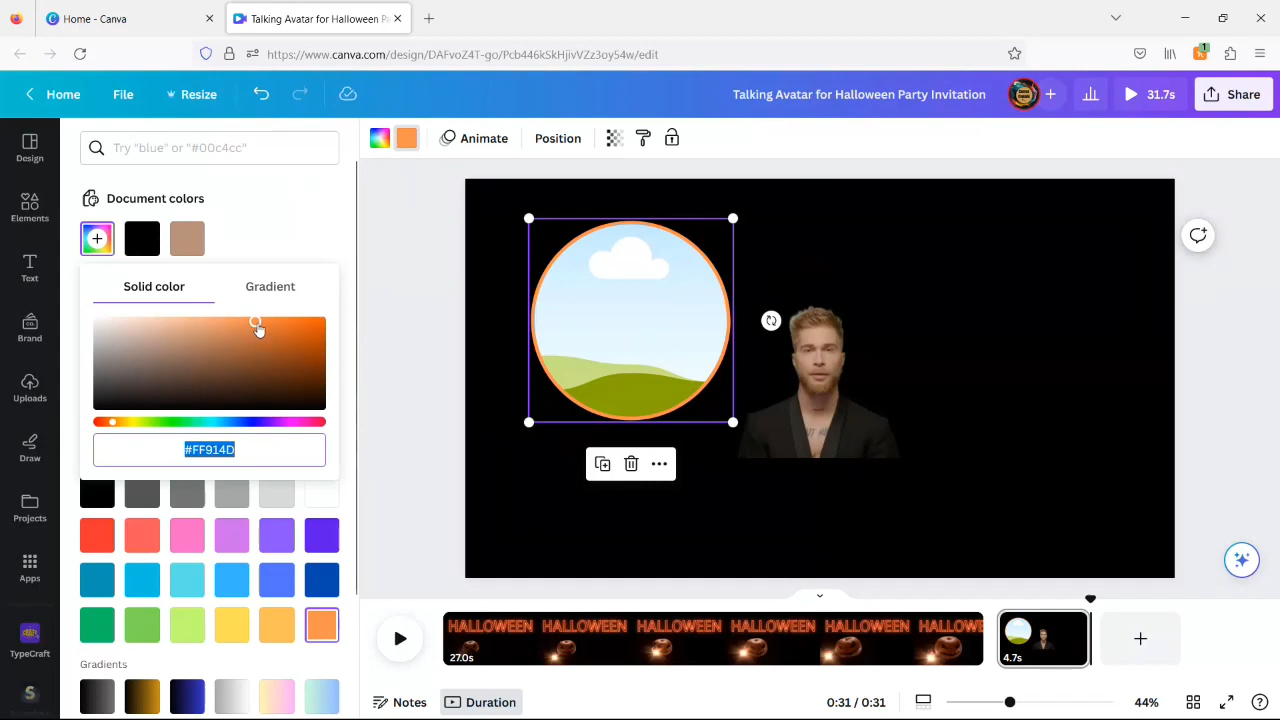 Home - Canva
Talking Avatar for Halloween Pa
https://www.canva.com/design/DAFvoZ4T-go/Pcb446kSkHjivVZz3oy54w/edit
1
Home
File
Resize
Talking Avatar for Halloween Party Invitation
31.7s
Share
Design
Elements
Text
Brand
Uploads
Draw
Projects
Apps
TypeCraft
Try "blue" or "#00c4cc"
Animate
Position
Document colors
Solid color
Gradient
#FF914D
Gradients
HALLOWEEN HALLOWEEN HALLOWEEN HALLOWEEN HALLOWEEN HALLOWE
27.0s
4.7s
Notes
Duration
0:31 / 0:31
44%